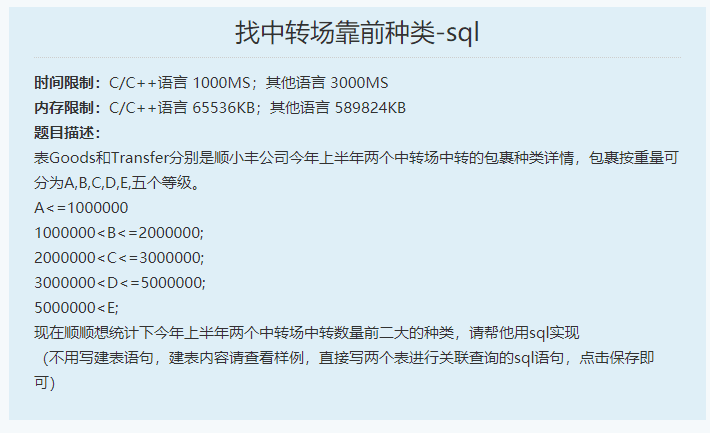 找中转场靠前种类-sql
时间限制：C/C++语言 1000MS；其他语言 3000MS
内存限制：C/C++语言 65536KB；其他语言 589824KB
题目描述：
表Goods和Transfer分别是顺小丰公司今年上半年两个中转场中转的包裹种类详情，包裹按重量可
分为A,B,C,D,E,五个等级。
A<=1000000
1000000<B<=2000000;
2000000<C<=3000000;
3000000<D<=5000000;
5000000<E;
现在顺顺想统计下今年上半年两个中转场中转数量前二大的种类，请帮他用sql实现
（不用写建表语句，建表内容请查看样例，直接写两个表进行关联查询的sql语句，点击保存即
可）